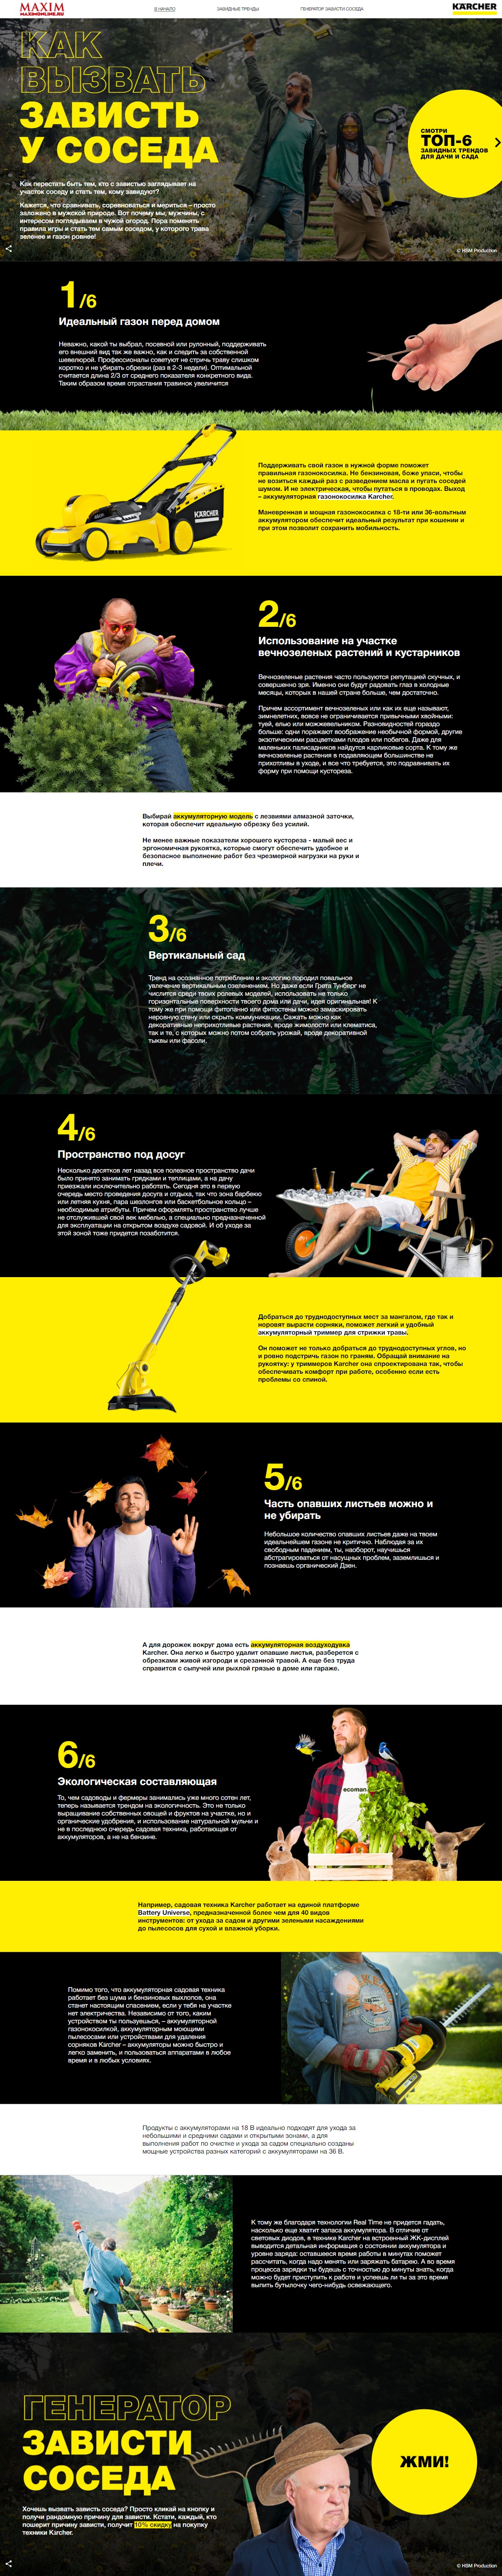 MAXIM
MAXIMONLINE.RU
В НАЧАЛО
ЗАВИДНЫЕ ТРЕНДЫ
ГЕНЕРАТОР ЗАВИСТИ СОСЕДА
KÄRCHER
КАК
ВЫЗВАТЬ
ЗАВИСТЬ
У СОСЕДА
СМОТРИ
ТОП-6
ЗАВИДНЫХ ТРЕНДОВ
ДЛЯ ДАЧИ И САДА
Как перестать быть тем, кто с завистью заглядывает на
участок соседу и стать тем, кому завидуют?
Кажется, что сравнивать, соревноваться и мериться – просто
заложено в мужской природе. Вот почему мы, мужчины, с
интересом поглядываем в чужой огород. Пора поменять
правила игры и стать тем самым соседом, у которого трава
зеленее и газон ровнее!
© HSM Production
1/6
Идеальный газон перед домом
Неважно, какой ты выбрал, посевной или рулонный, поддерживать
его внешний вид так же важно, как и следить за собственной
шевелюрой. Профессионалы советуют не стричь траву слишком
коротко и не убирать обрезки (раз в 2-3 недели). Оптимальной
считается длина 2/3 от среднего показателя конкретного вида.
Таким образом время отрастания травинок увеличится
Поддерживать свой газон в нужной форме поможет
правильная газонокосилка. Не бензиновая, боже упаси, чтобы
не возиться каждый раз с разведением масла и пугать соседей
шумом. И не электрическая, чтобы путаться в проводах. Выход
– аккумуляторная газонокосилка Karcher.
Маневренная и мощная газонокосилка с 18-ти или 36-вольтным
аккумулятором обеспечит идеальный результат при кошении и
при этом позволит сохранить мобильность.
KÄRCHER
2/6
Использование на участке
вечнозеленых растений и кустарников
Вечнозеленые растения часто пользуются репутацией скучных, и
совершенно зря. Именно они будут радовать глаз в холодные
месяцы, которых в нашей стране больше, чем достаточно.
Причем ассортимент вечнозеленых или как их еще называют,
зимнелетних, вовсе не ограничивается привычными хвойными:
туей, елью или можжевельником. Разновидностей гораздо
больше: одни поражают воображение необычной формой, другие
экзотическими расцветками плодов или побегов. Даже для
маленьких палисадников найдутся карликовые сорта. К тому же
вечнозеленые растения в подавляющем большинстве не
прихотливы в уходе, и все что требуется, это подравнивать их
форму при помощи кустореза.
Выбирай аккумуляторную модель с лезвиями алмазной заточки,
которая обеспечит идеальную обрезку без усилий.
Не менее важные показатели хорошего кустореза - малый вес и
эргономичная рукоятка, которые смогут обеспечить удобное и
безопасное выполнение работ без чрезмерной нагрузки на руки и
плечи.
3/6
Вертикальный сад
Тренд на осознанное потребление и экологию породил повальное
увлечение вертикальным озеленением. Но даже если Грета Тунберг не
числится среди твоих ролевых моделей, использовать не только
горизонтальные поверхности твоего дома или дачи, идея оригинальная! К
тому же при помощи фитопанно или фитостены можно замаскировать
неровную стену или скрыть коммуникации. Сажать можно как
декоративные неприхотливые растения, вроде жимолости или клематиса,
так и те, с которых можно потом собрать урожай, вроде декоративной
тыквы или фасоли.
4/6
Пространство под досуг
Несколько десятков лет назад все полезное пространство дачи
было принято занимать грядками и теплицами, а на дачу
приезжали исключительно работать. Сегодня это в первую
очередь место проведения досуга и отдыха, так что зона барбекю
или летняя кухня, пара шезлонгов или баскетбольное кольцо –
необходимые атрибуты. Причем оформлять пространство лучше
не отслужившей свой век мебелью, а специально предназначенной
для эксплуатации на открытом воздухе садовой. И об уходе за
этой зоной тоже придется позаботится.
Добраться до труднодоступных мест за мангалом, где так и
норовят вырасти сорняки, поможет легкий и удобный
аккумуляторный триммер для стрижки травы.
Он поможет не только добраться до труднодоступных углов, но
и ровно подстричь газон по граням. Обращай внимание на
рукоятку: у триммеров Karcher она спроектирована так, чтобы
обеспечивать комфорт при работе, особенно если есть
проблемы со спиной.
5/6
Часть опавших листьев можно и
не убирать
Небольшое количество опавших листьев даже на твоем
идеальнейшем газоне не критично. Наблюдая за их
свободным падением, ты, наоборот, научишься
абстрагироваться от насущных проблем, заземлишься и
познаешь органический Дзен.
А для дорожек вокруг дома есть аккумуляторная воздуходувка
Karcher. Она легко и быстро удалит опавшие листья, разберется с
обрезками живой изгороди и срезанной травой. А еще без труда
справится с сыпучей или рыхлой грязью в доме или гараже.
6/6
Экологическая составляющая
То, чем садоводы и фермеры занимались уже много сотен лет,
теперь называется трендом на экологичность. Это не только
выращивание собственных овощей и фруктов на участке, но и
органические удобрения, и использование натуральной мульчи и
не в последнюю очередь садовая техника, работающая от
аккумуляторов, а не на бензине.
ecoman.
Например, садовая техника Karcher работает на единой платформе
Battery Universe, предназначенной более чем для 40 видов
инструментов: от ухода за садом и другими зелеными насаждениями
до пылесосов для сухой и влажной уборки.
Помимо того, что аккумуляторная садовая техника
работает без шума и бензиновых выхлопов, она
станет настоящим спасением, если у тебя на участке
нет электричества. Независимо от того, каким
устройством ты пользуешься, – аккумуляторной
газонокосилкой, аккумуляторным моющими
пылесосами или устройствами для удаления
сорняков Karcher – аккумуляторы можно быстро и
легко заменить, и пользоваться аппаратами в любое
время и в любых условиях.
Продукты с аккумуляторами на 18 В идеально подходят для ухода за
небольшими и средними садами и открытыми зонами, а для
выполнения работ по очистке и ухода за садом специально созданы
мощные устройства разных категорий с аккумуляторами на 36 В.
К тому же благодаря технологии Real Time не придется гадать,
насколько еще хватит запаса аккумулятора. В отличие от
световых диодов, в технике Karcher на встроенный ЖК-дисплей
выводится детальная информация о состоянии аккумулятора и
уровне заряда: оставшееся время работы в минутах поможет
рассчитать, когда надо менять или заряжать батарею. А во время
процесса зарядки ты будешь с точностью до минуты знать, когда
можно будет приступить к работе и успеешь ли ты за это время
выпить бутылочку чего-нибудь освежающего.
ГЕНЕРАТОР
ЗАВИСТИ
СОСЕДА
ЖМИ!
Хочешь вызвать зависть соседа? Просто кликай на кнопку и
получи рандомную причину для зависти. Кстати, каждый, кто
пошерит причину зависти, получит 10% скидку на покупку
техники Karcher.
© HSM Production